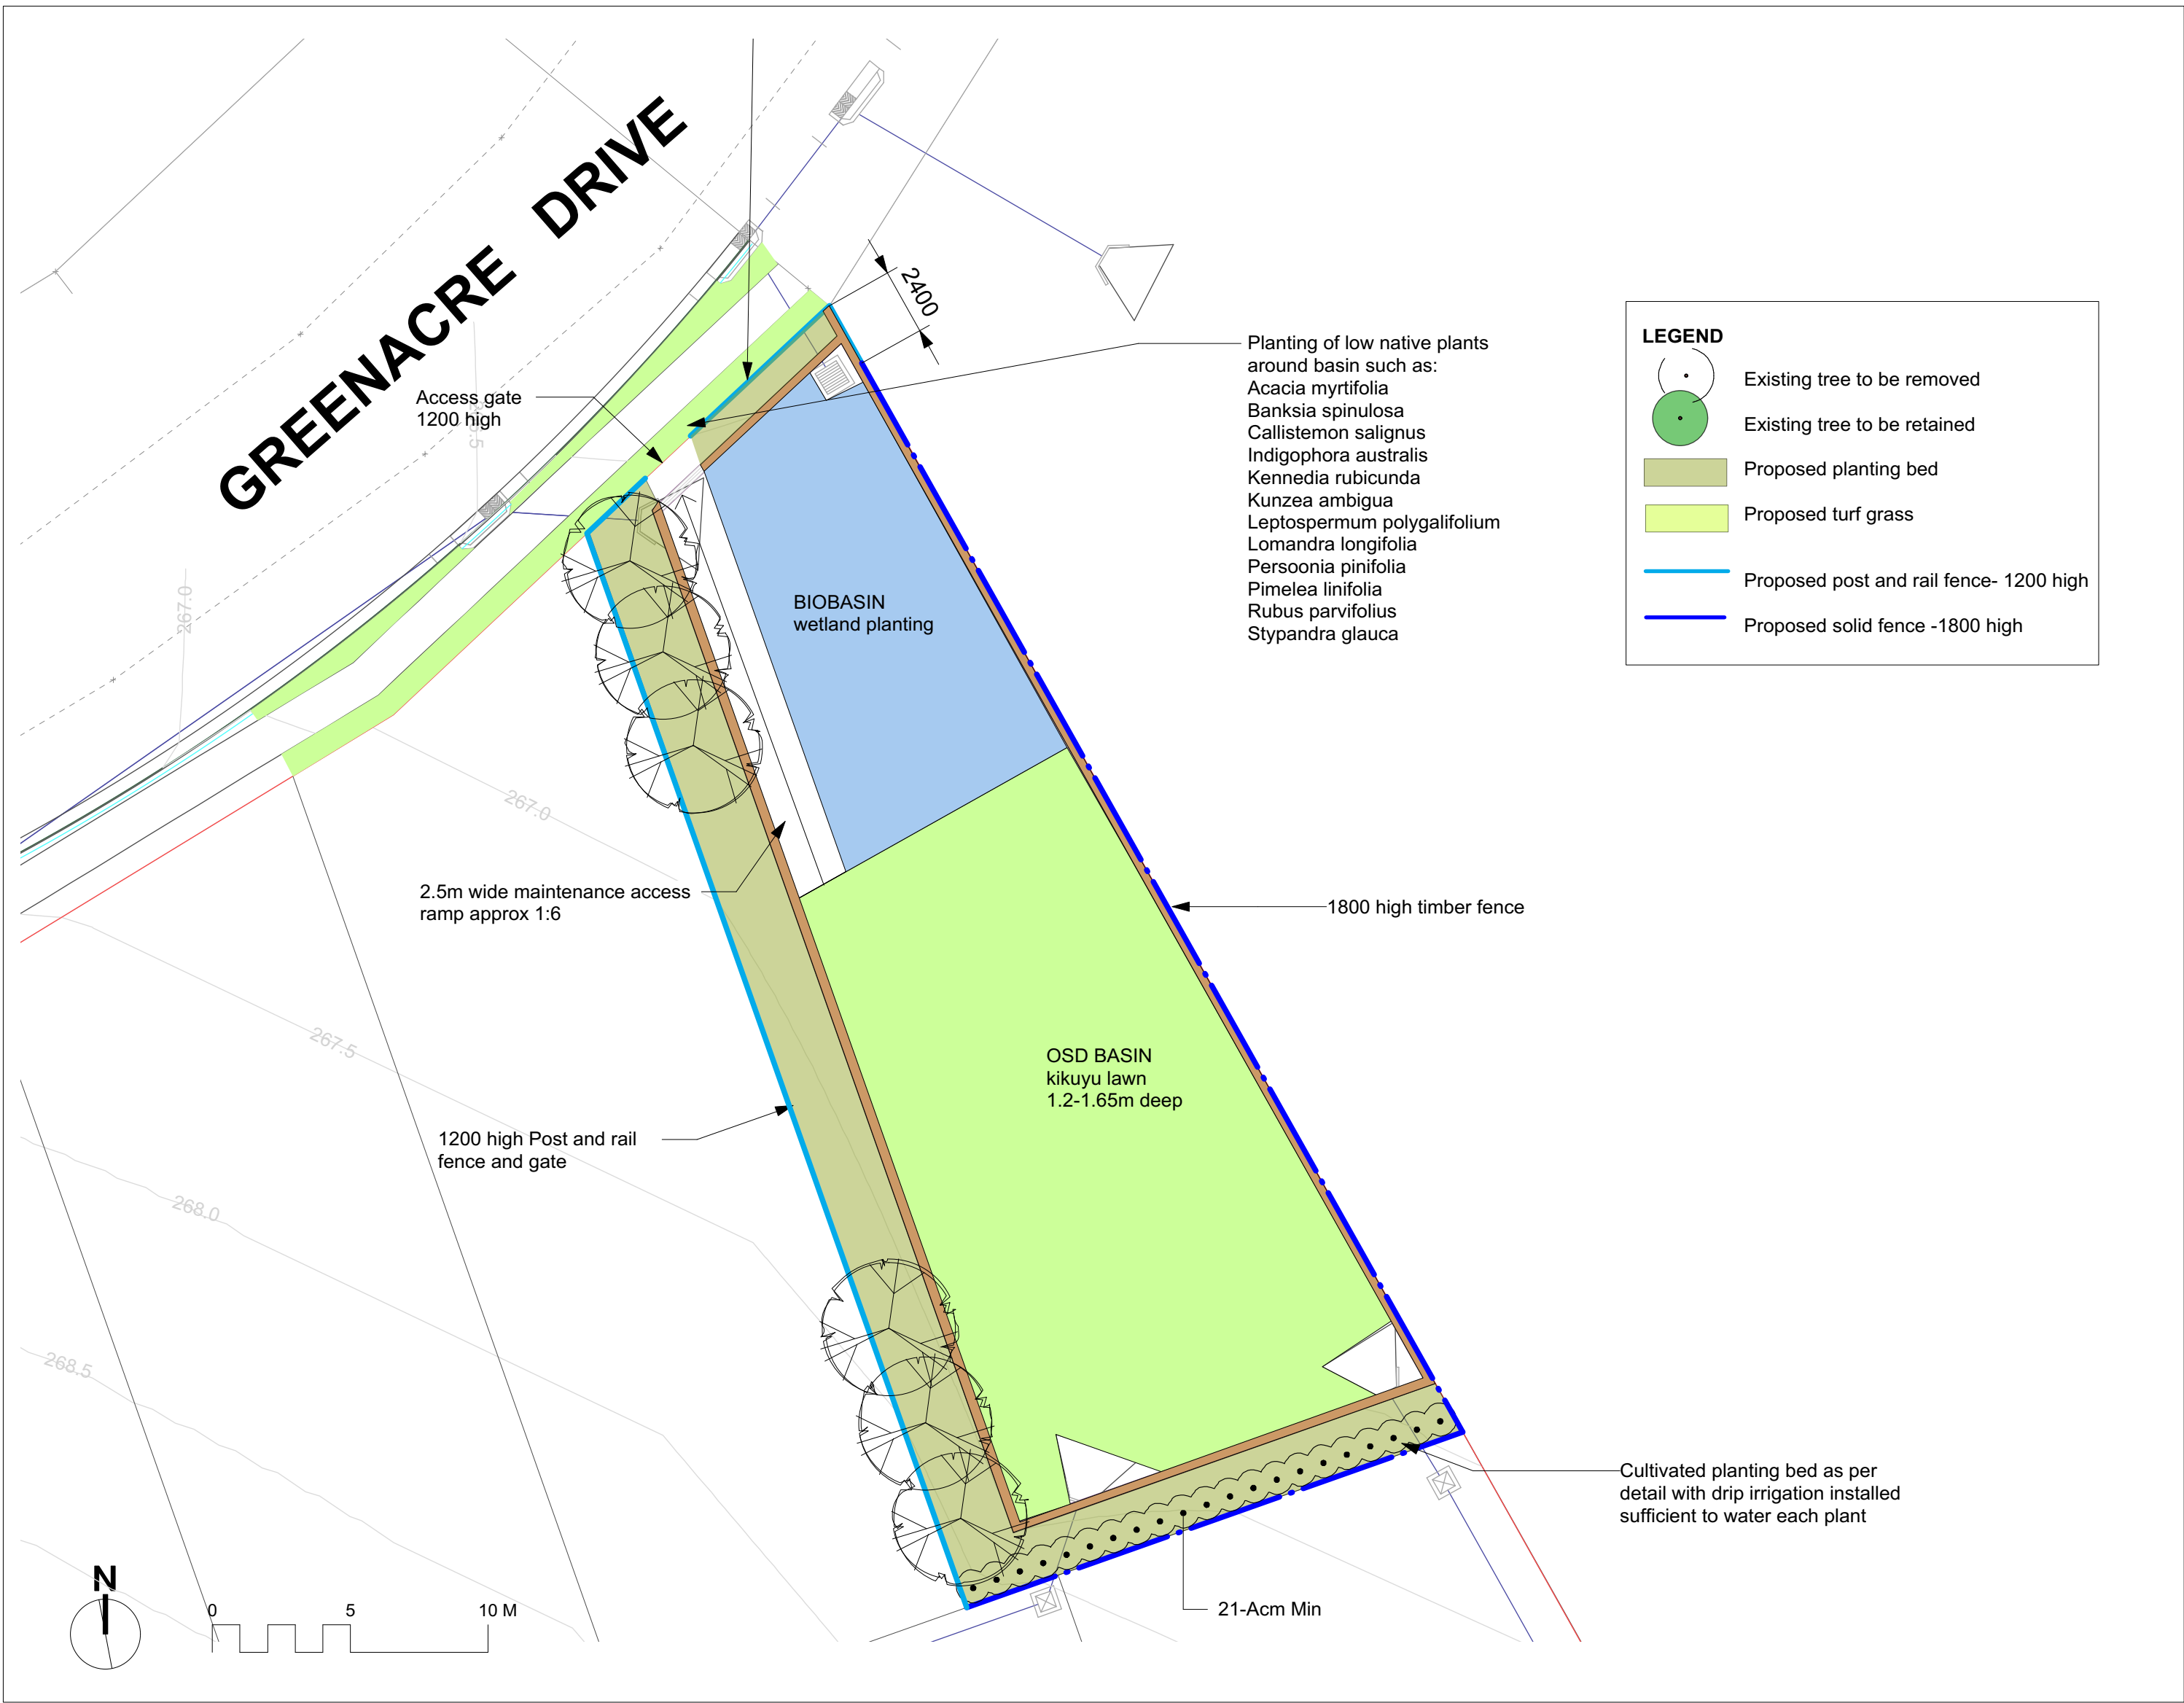 GREENACRE DRIVE
2400
Access gate
1200 high
Planting of low native plants
around basin such as:
Acacia myrtifolia
Banksia spinulosa
Callistemon salignus
Indigophora australis
Kennedia rubicunda
Kunzea ambigua
Leptospermum polygalifolium
Lomandra longifolia
Persoonia pinifolia
Pimelea linifolia
Rubus parvifolius
Stypandra glauca
LEGEND
Existing tree to be removed
Existing tree to be retained
Proposed planting bed
Proposed turf grass
Proposed post and rail fence- 1200 high
Proposed solid fence -1800 high
267.0
BIOBASIN
wetland planting
267.0
2.5m wide maintenance access
ramp approx 1:6
1800 high timber fence
267.5
OSD BASIN
kikuyu lawn
1.2-1.65m deep
1200 high Post and rail
fence and gate
268.0
268.5
Cultivated planting bed as per
detail with drip irrigation installed
sufficient to water each plant
21-Acm Min
N
0 5 10 M